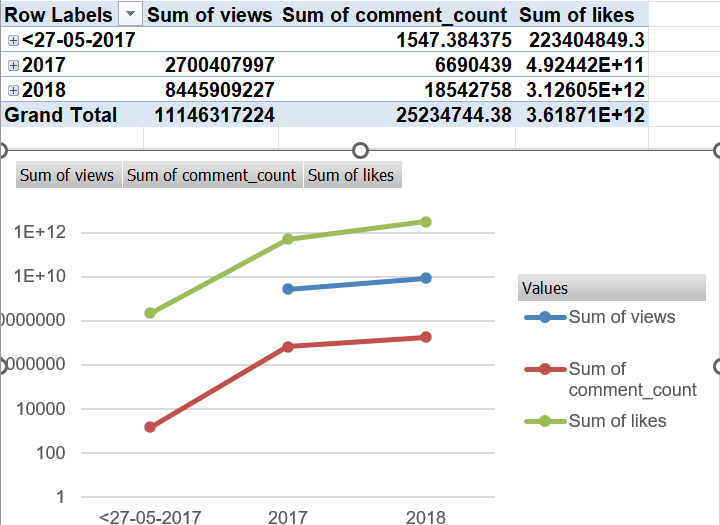 Row Labels Sum of views Sum of comment_count Sum of likes
<27-05-2017 1547.384375 223404849.3
2017 2700407997 6690439 4.92442E+11
2018 8445909227 18542758 3.12605E+12
Grand Total 11146317224 25234744.38 3.61871E+12
Sum of views Sum of comment_count Sum of likes
1E+12
1E+10
0000000
000000
10000
100
1
<27-05-2017 2017 2018
Values
Sum of views
Sum of
comment_count
Sum of likes